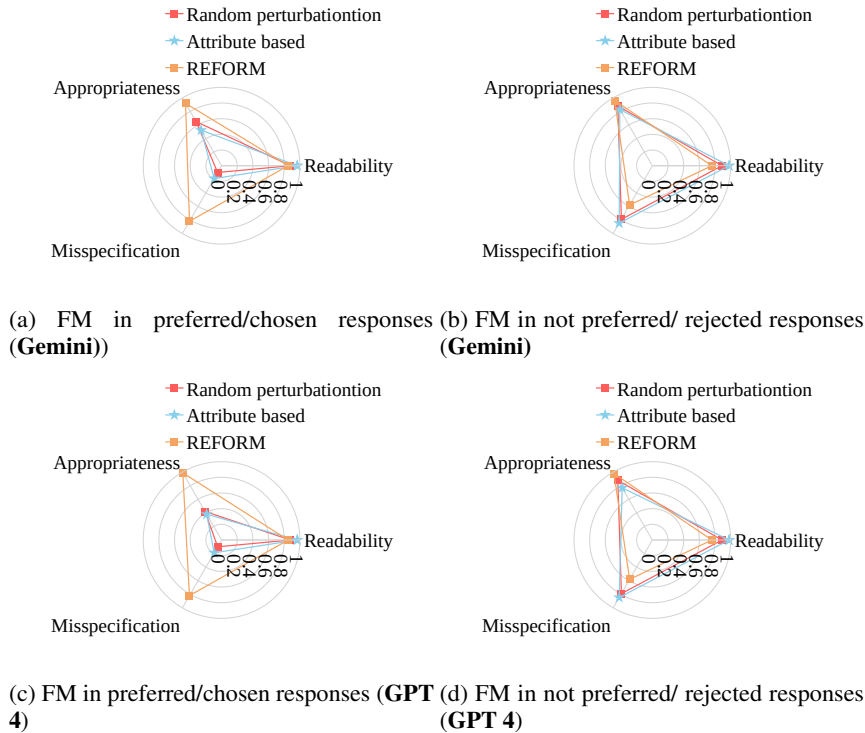 Random perturbationtion
Attribute based
REFORM
Appropriateness
Readability
0
0.2
0.4
0.6
0.8
1
Misspecification
(a) FM in preferred/chosen responses
(Gemini))
Random perturbationtion
Attribute based
REFORM
Appropriateness
Readability
0
0.2
0.4
0.6
0.8
1
Misspecification
(b) FM in not preferred/ rejected responses
(Gemini)
Random perturbationtion
Attribute based
REFORM
Appropriateness
Readability
0
0.2
0.4
0.6
0.8
1
Misspecification
(c) FM in preferred/chosen responses (GPT
4)
Random perturbationtion
Attribute based
REFORM
Appropriateness
Readability
0
0.2
0.4
0.6
0.8
1
Misspecification
(d) FM in not preferred/ rejected responses
(GPT 4)